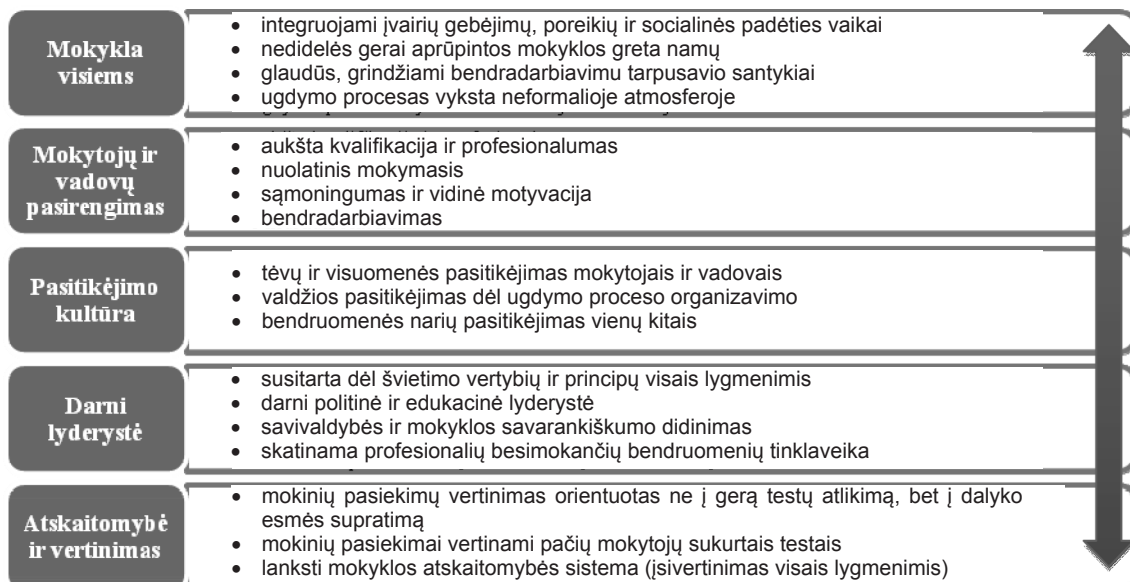 Mokykla
visiems
• integruojami įvairių gebėjimų, poreikių ir socialinės padėties vaikai
• nedidelės gerai aprūpintos mokyklos greta namų
• glaudūs, grindžiami bendradarbiavimu tarpusavio santykiai
• ugdymo procesas vyksta neformalioje atmosferoje
Mokytojų ir
vadovų
pasirengimas
• aukšta kvalifikacija ir profesionalumas
• nuolatinis mokymasis
• sąmoningumas ir vidinė motyvacija
• bendradarbiavimas
Pasitikėjimo
kultūra
• tėvų ir visuomenės pasitikėjimas mokytojais ir vadovais
• valdžios pasitikėjimas dėl ugdymo proceso organizavimo
• bendruomenės narių pasitikėjimas vienų kitais
Darni
lyderystė
• susitarta dėl švietimo vertybių ir principų visais lygmenimis
• darni politinė ir edukacinė lyderystė
• savivaldybės ir mokyklos savarankiškumo didinimas
• skatinama profesionalių besimokančių bendruomenių tinklaveika
Atskaitomybė
ir vertinimas
• mokinių pasiekimų vertinimas orientuotas ne į gerą testų atlikimą, bet į dalyko
esmės supratimą
• mokinių pasiekimai vertinami pačių mokytojų sukurtais testais
• lanksti mokyklos atskaitomybės sistema (įsivertinimas visais lygmenimis)